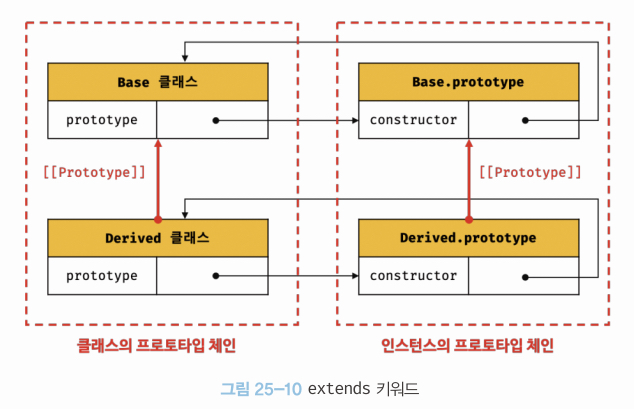 Base 클래스
Base.prototype
prototype
constructor
[[Prototype]]
[[Prototype]]
Derived 클래스
Derived.prototype
prototype
constructor
클래스의 프로토타입 체인
인스턴스의 프로토타입 체인
그림 25-10 extends 키워드